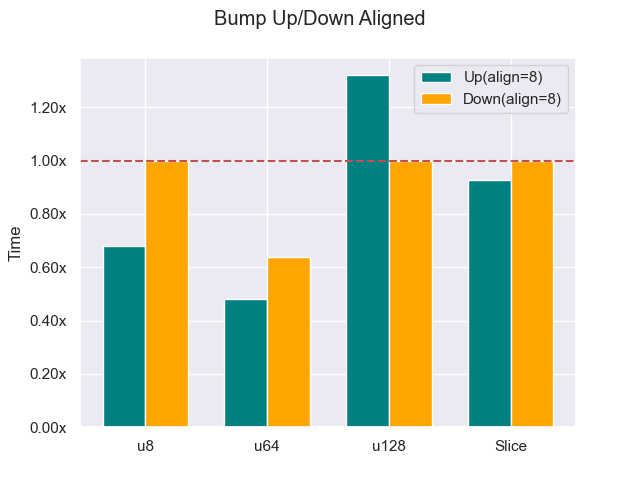 Bump Up/Down Aligned
Up(align=8)
Down(align=8)
1.20x
1.00x
0.80x
0.60x
0.40x
0.20x
0.00x
Time
u8
u64
u128
Slice